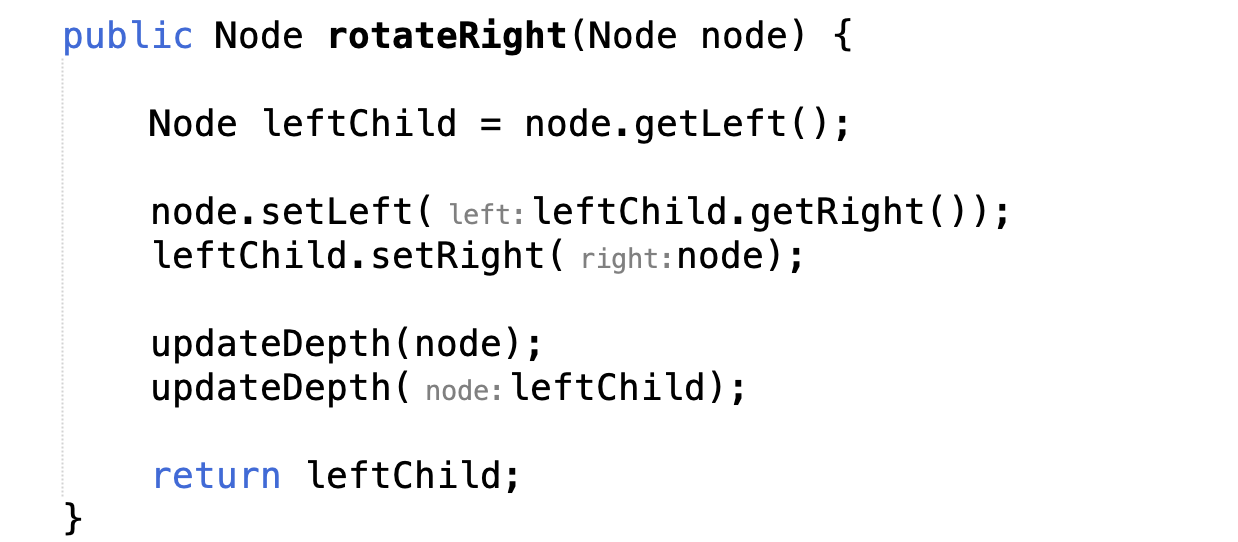 public Node rotateRight(Node node) {
Node leftChild = node.getLeft();
node.setLeft( left: leftChild.getRight());
leftChild.setRight( right: node);
updateDepth(node);
updateDepth( node: leftChild);
return leftChild;
}